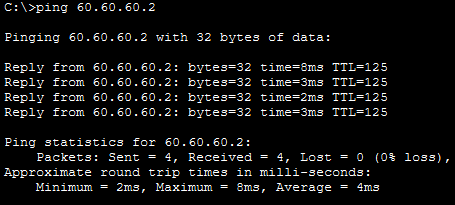 C:\>ping 60.60.60.2
Pinging 60.60.60.2 with 32 bytes of data:
Reply from 60.60.60.2: bytes=32 time=8ms TTL=125
Reply from 60.60.60.2: bytes=32 time=3ms TTL=125
Reply from 60.60.60.2: bytes=32 time=2ms TTL=125
Reply from 60.60.60.2: bytes=32 time=3ms TTL=125
Ping statistics for 60.60.60.2:
Packets: Sent = 4, Received = 4, Lost = 0 (0% loss),
Approximate round trip times in milli-seconds:
Minimum = 2ms, Maximum = 8ms, Average = 4ms